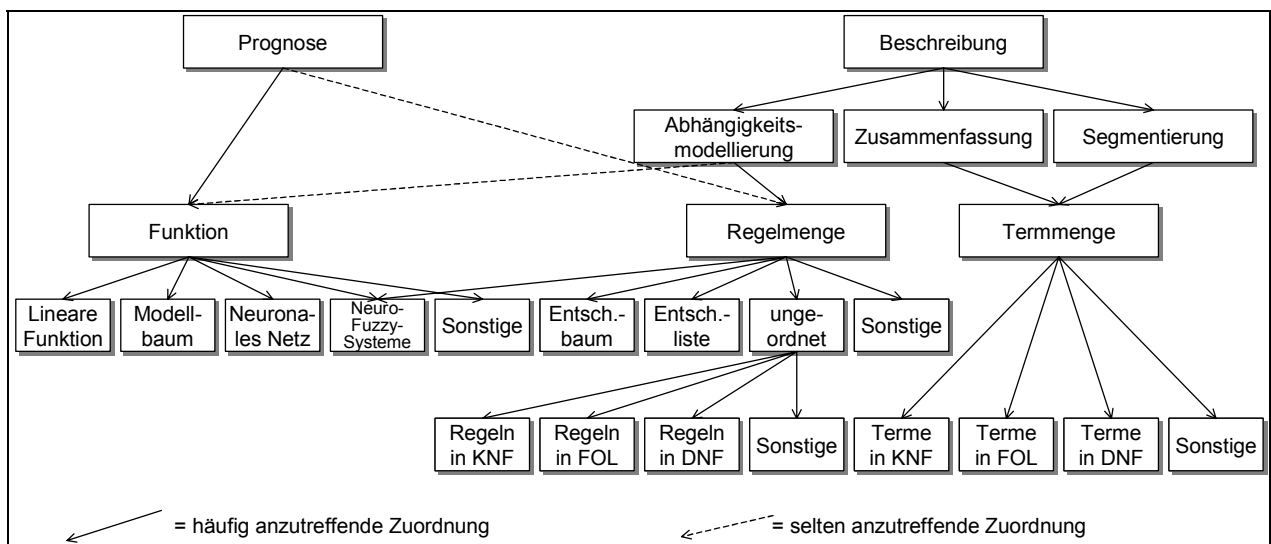 Prognose
Beschreibung
Abhängigkeits-
modellierung
Zusammenfassung
Segmentierung
Funktion
Regelmenge
Termmenge
Lineare
Funktion
Modell-
baum
Neurona-
les Netz
Neuro-
Fuzzy-
Systeme
Sonstige
Entsch.-
baum
Entsch.-
liste
unge-
ordnet
Sonstige
Regeln
in KNF
Regeln
in FOL
Regeln
in DNF
Sonstige
Terme
in KNF
Terme
in FOL
Terme
in DNF
Sonstige
= häufig anzutreffende Zuordnung
= selten anzutreffende Zuordnung